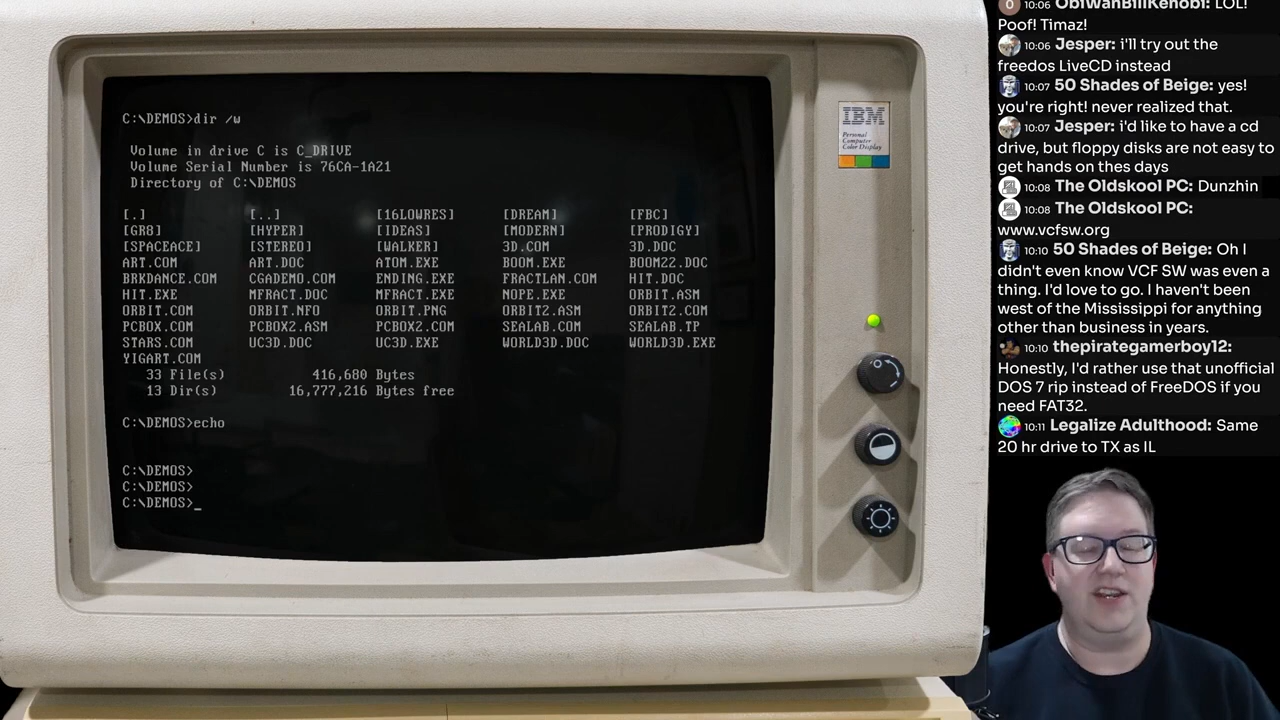 C:\DEMOS>dir /w
Volume in drive C is C_DRIVE
Volume Serial Number is 76CA-1A21
Directory of C:\DEMOS
[.] [..] [16LOWRES] [DREAM] [FBC]
[GR8] [HYPER] [IDEAS] [MODERN] [PRODIGY]
[SPACEACE] [STEREO] [WALKER] 3D.COM 3D.DOC
ART.COM ART.DOC ATOM.EXE BOOM.EXE BOOM22.DOC
BRKDANCE.COM CGADEMO.COM ENDING.EXE FRACTLAN.COM HIT.DOC
HIT.EXE MFRACT.DOC MFRACT.EXE NOPE.EXE ORBIT.ASM
ORBIT.COM ORBIT.NFO ORBIT.PNG ORBIT2.ASM ORBIT2.COM
PCBOX.COM PCBOX2.ASM PCBOX2.COM SEALAB.COM SEALAB.TP
STARS.COM UC3D.DOC UC3D.EXE WORLD3D.DOC WORLD3D.EXE
YIGART.COM
33 File(s) 416,680 Bytes
13 Dir(s) 16,777,216 Bytes free
C:\DEMOS>echo
C:\DEMOS>
C:\DEMOS>
C:\DEMOS>_
IBM
Personal
Computer
Color Display
O 10:06 ObiWanBillKenobi: LOL!
Poof! Timaz!
10:06 Jesper: i'll try out the
freedos LiveCD instead
10:07 50 Shades of Beige: yes!
you're right! never realized that.
10:07 Jesper: i'd like to have a cd
drive, but floppy disks are not easy to
get hands on thes days
10:08 The Oldskool PC: Dunzhin
10:08 The Oldskool PC:
www.vcfsw.org
10:10 50 Shades of Beige: Oh I
didn't even know VCF SW was even a
thing. I'd love to go. I haven't been
west of the Mississippi for anything
other than business in years.
10:10 thepirategamerboy12:
Honestly, I'd rather use that unofficial
DOS 7 rip instead of FreeDOS if you
need FAT32.
10:11 Legalize Adulthood: Same
20 hr drive to TX as IL